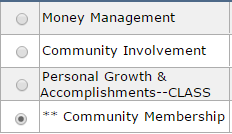 Money Management
Community Involvement
Personal Growth &
Accomplishments--CLASS
** Community Membership